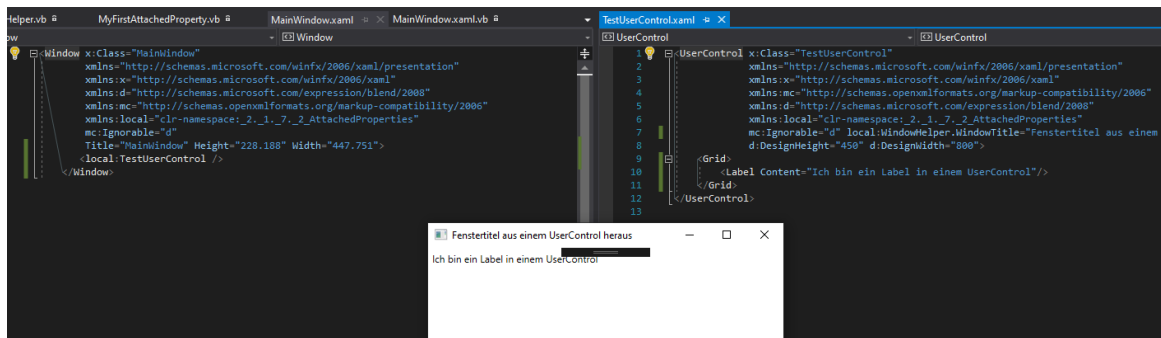 Helper.vb MyFirstAttachedProperty.vb MainWindow.xaml MainWindow.xaml.vb
ow Window
<Window x:Class="MainWindow"
xmlns="http://schemas.microsoft.com/winfx/2006/xaml/presentation"
xmlns:x="http://schemas.microsoft.com/winfx/2006/xaml"
xmlns:d="http://schemas.microsoft.com/expression/blend/2008"
xmlns:mc="http://schemas.openxmlformats.org/markup-compatibility/2006"
xmlns:local="clr-namespace:_2._1._7._2_AttachedProperties"
mc:Ignorable="d"
Title="MainWindow" Height="228.188" Width="447.751">
<local:TestUserControl />
</Window>
TestUserControl.xaml
UserControl UserControl
1 <UserControl x:Class="TestUserControl"
2 xmlns="http://schemas.microsoft.com/winfx/2006/xaml/presentation"
3 xmlns:x="http://schemas.microsoft.com/winfx/2006/xaml"
4 xmlns:mc="http://schemas.openxmlformats.org/markup-compatibility/2006"
5 xmlns:d="http://schemas.microsoft.com/expression/blend/2008"
6 xmlns:local="clr-namespace:_2._1._7._2_AttachedProperties"
7 mc:Ignorable="d" local:WindowHelper.WindowTitle="Fenstertitel aus einem
8 d:DesignHeight="450" d:DesignWidth="800">
9 <Grid>
10 <Label Content="Ich bin ein Label in einem UserControl"/>
11 </Grid>
12 </UserControl>
13
Fenstertitel aus einem UserControl heraus
Ich bin ein Label in einem UserControl